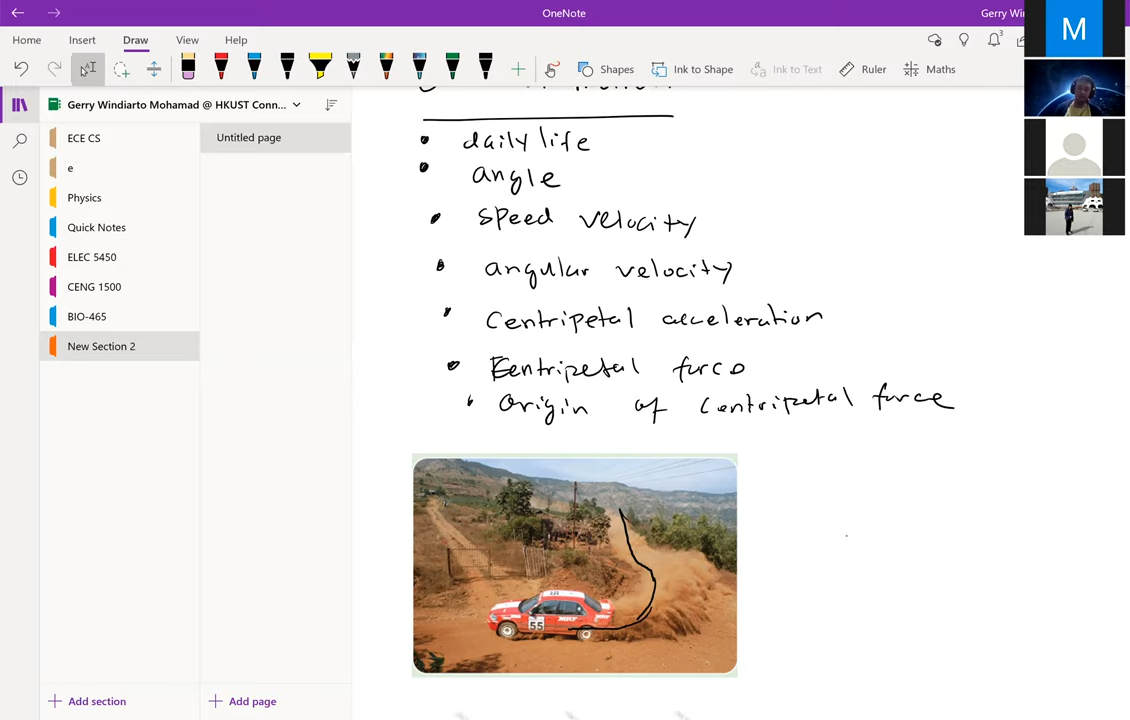 OneNote
Gerry Win
M
Home Insert Draw View Help
3
Shapes Ink to Shape Ink to Text Ruler Maths
Gerry Windiarto Mohamad @ HKUST Conn...
ECE CS
e
Physics
Quick Notes
ELEC 5450
CENG 1500
BIO-465
New Section 2
Untitled page
daily life
angle
speed velocity
angular velocity
Centripetal acceleration
Centripetal force
Origin of centripetal force
55
MRF
Add section
Add page